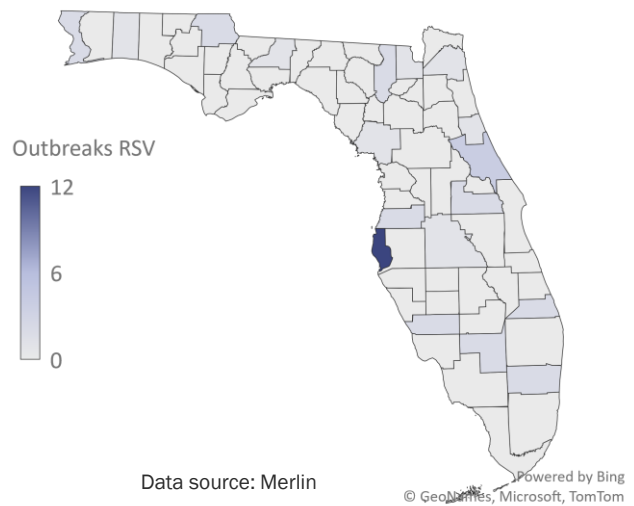 Outbreaks RSV
12
6
0
Data source: Merlin
Powered by Bing
© GeoNames, Microsoft, TomTom